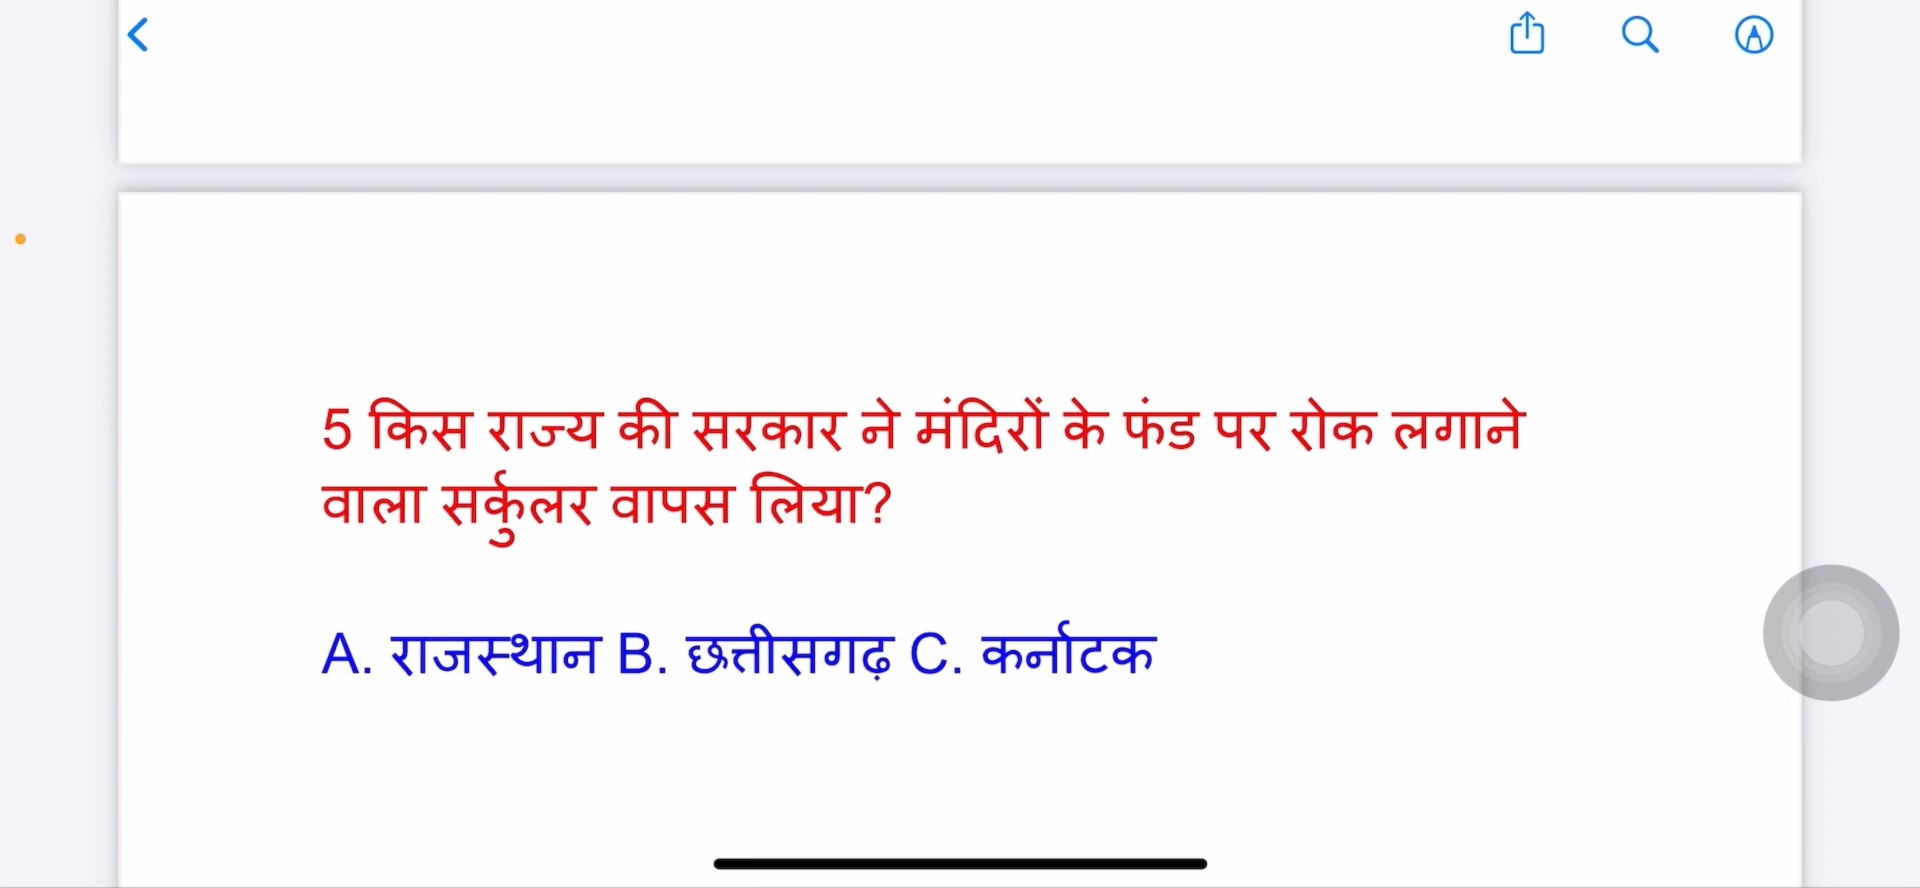 5 किस राज्य की सरकार ने मंदिरों के फंड पर रोक लगाने
वाला सर्कुलर वापस लिया?
A. राजस्थान B. छत्तीसगढ़ C. कर्नाटक